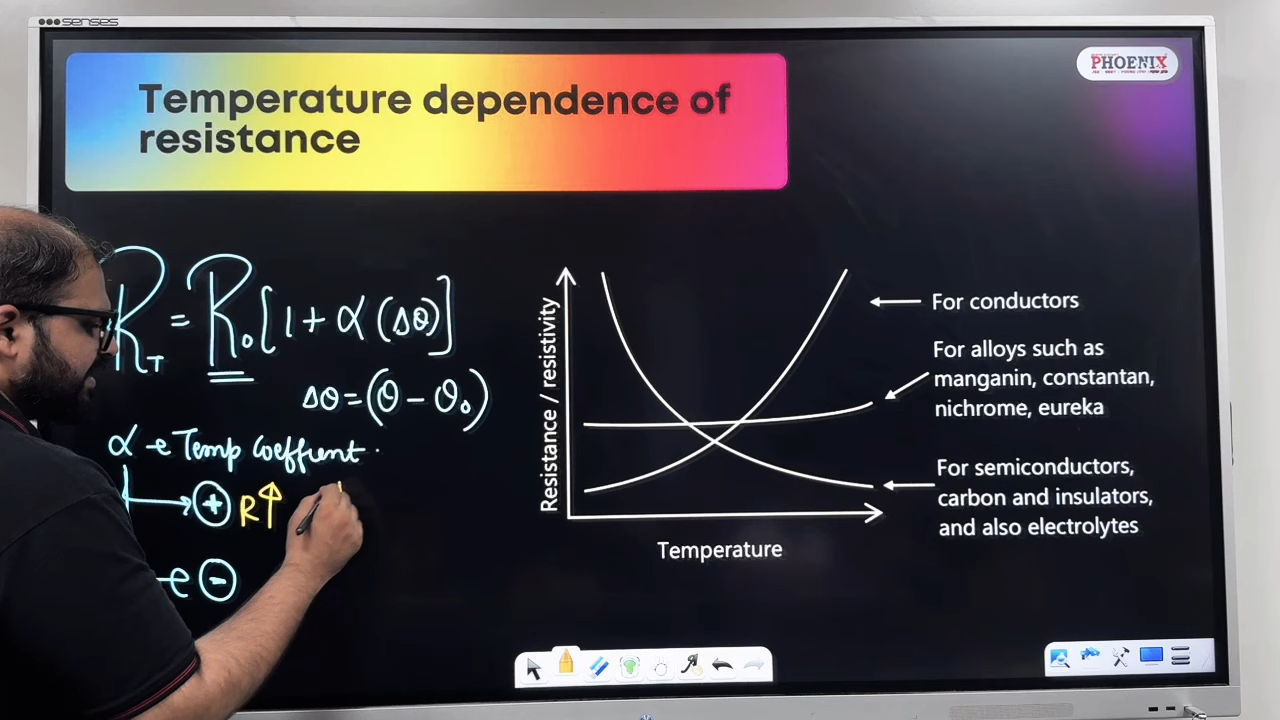 senses
PHOENIX
Temperature dependence of
resistance
R_T = R_0 [1 + α (Δθ)]
Δθ = (θ - θ_0)
α → Temp Coeffient.
+ R↑
-
Resistance / resistivity
Temperature
For conductors
For alloys such as
manganin, constantan,
nichrome, eureka
For semiconductors,
carbon and insulators,
and also electrolytes